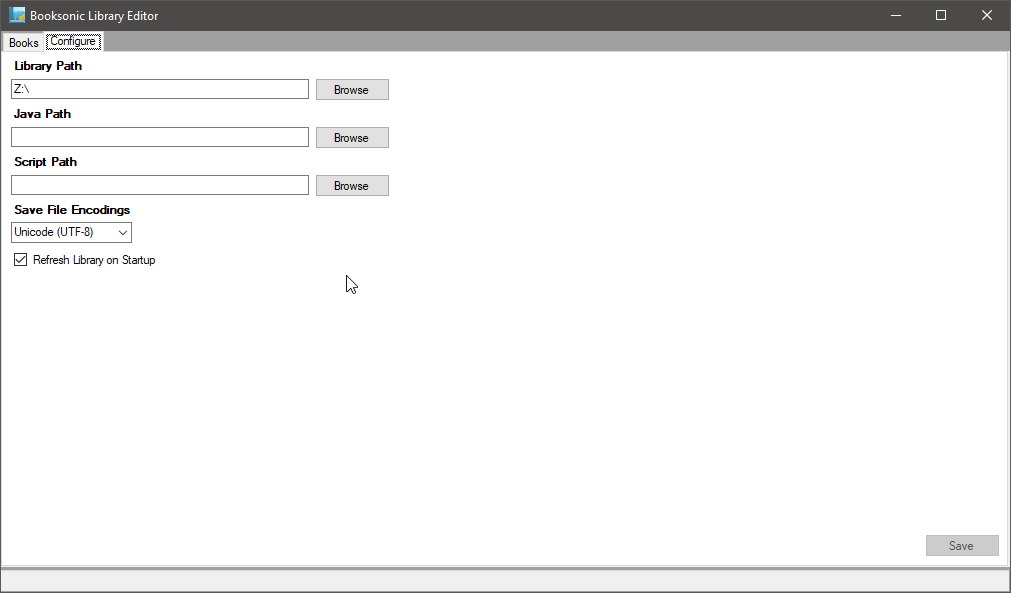 Booksonic Library Editor
Books Configure
Library Path
Z:\ Browse
Java Path
Browse
Script Path
Browse
Save File Encodings
Unicode (UTF-8)
Refresh Library on Startup
Save